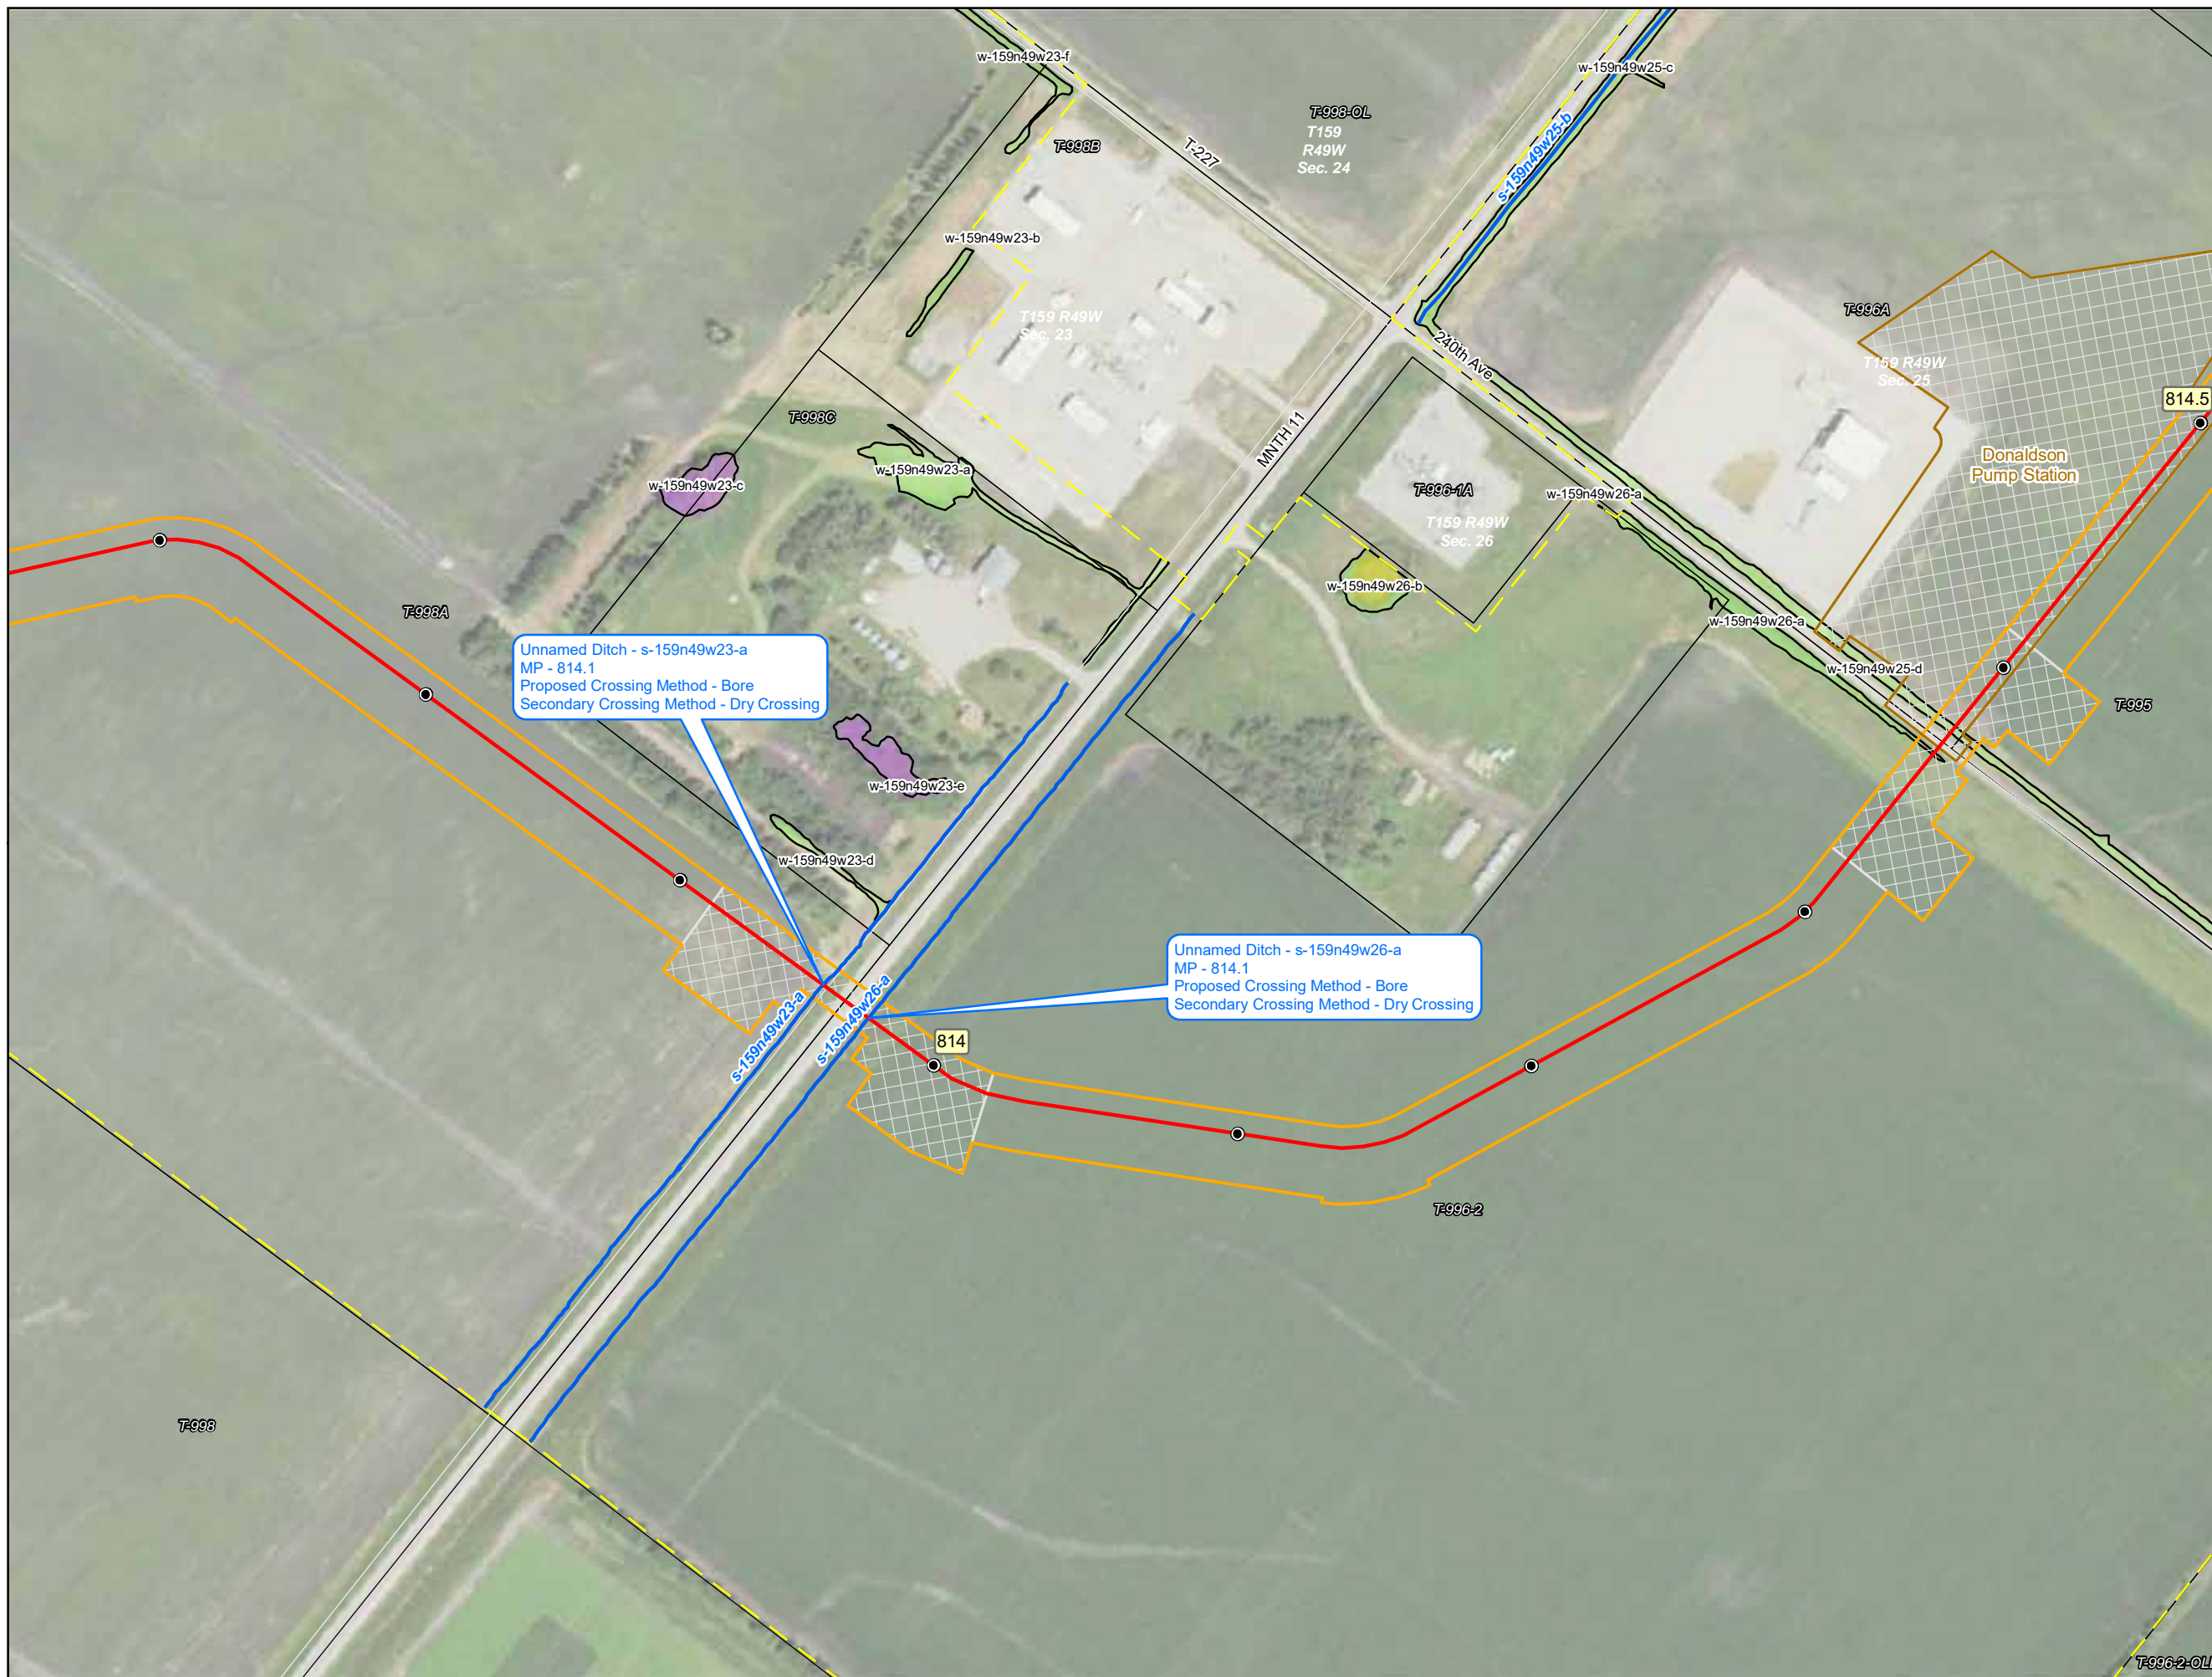 w-159n49w23-f
w-159n49w25-c
T-998-OL
T159
R49W
Sec. 24
T-998B
T-227
s-159n49w25-b
w-159n49w23-b
T159 R49W
Sec. 23
T-996A
240th Ave
T159 R49W
Sec. 25
814.5
T-998C
MNTH 11
Donaldson
Pump Station
w-159n49w23-a
w-159n49w23-c
T-996-1A
w-159n49w26-a
T159 R49W
Sec. 26
w-159n49w26-b
T-998A
w-159n49w26-a
Unnamed Ditch - s-159n49w23-a
MP - 814.1
Proposed Crossing Method - Bore
Secondary Crossing Method - Dry Crossing
w-159n49w25-d
T-995
w-159n49w23-e
w-159n49w23-d
Unnamed Ditch - s-159n49w26-a
MP - 814.1
Proposed Crossing Method - Bore
Secondary Crossing Method - Dry Crossing
s-159n49w23-a
s-159n49w26-a
814
T-996-2
T-998
T-996-2-OL